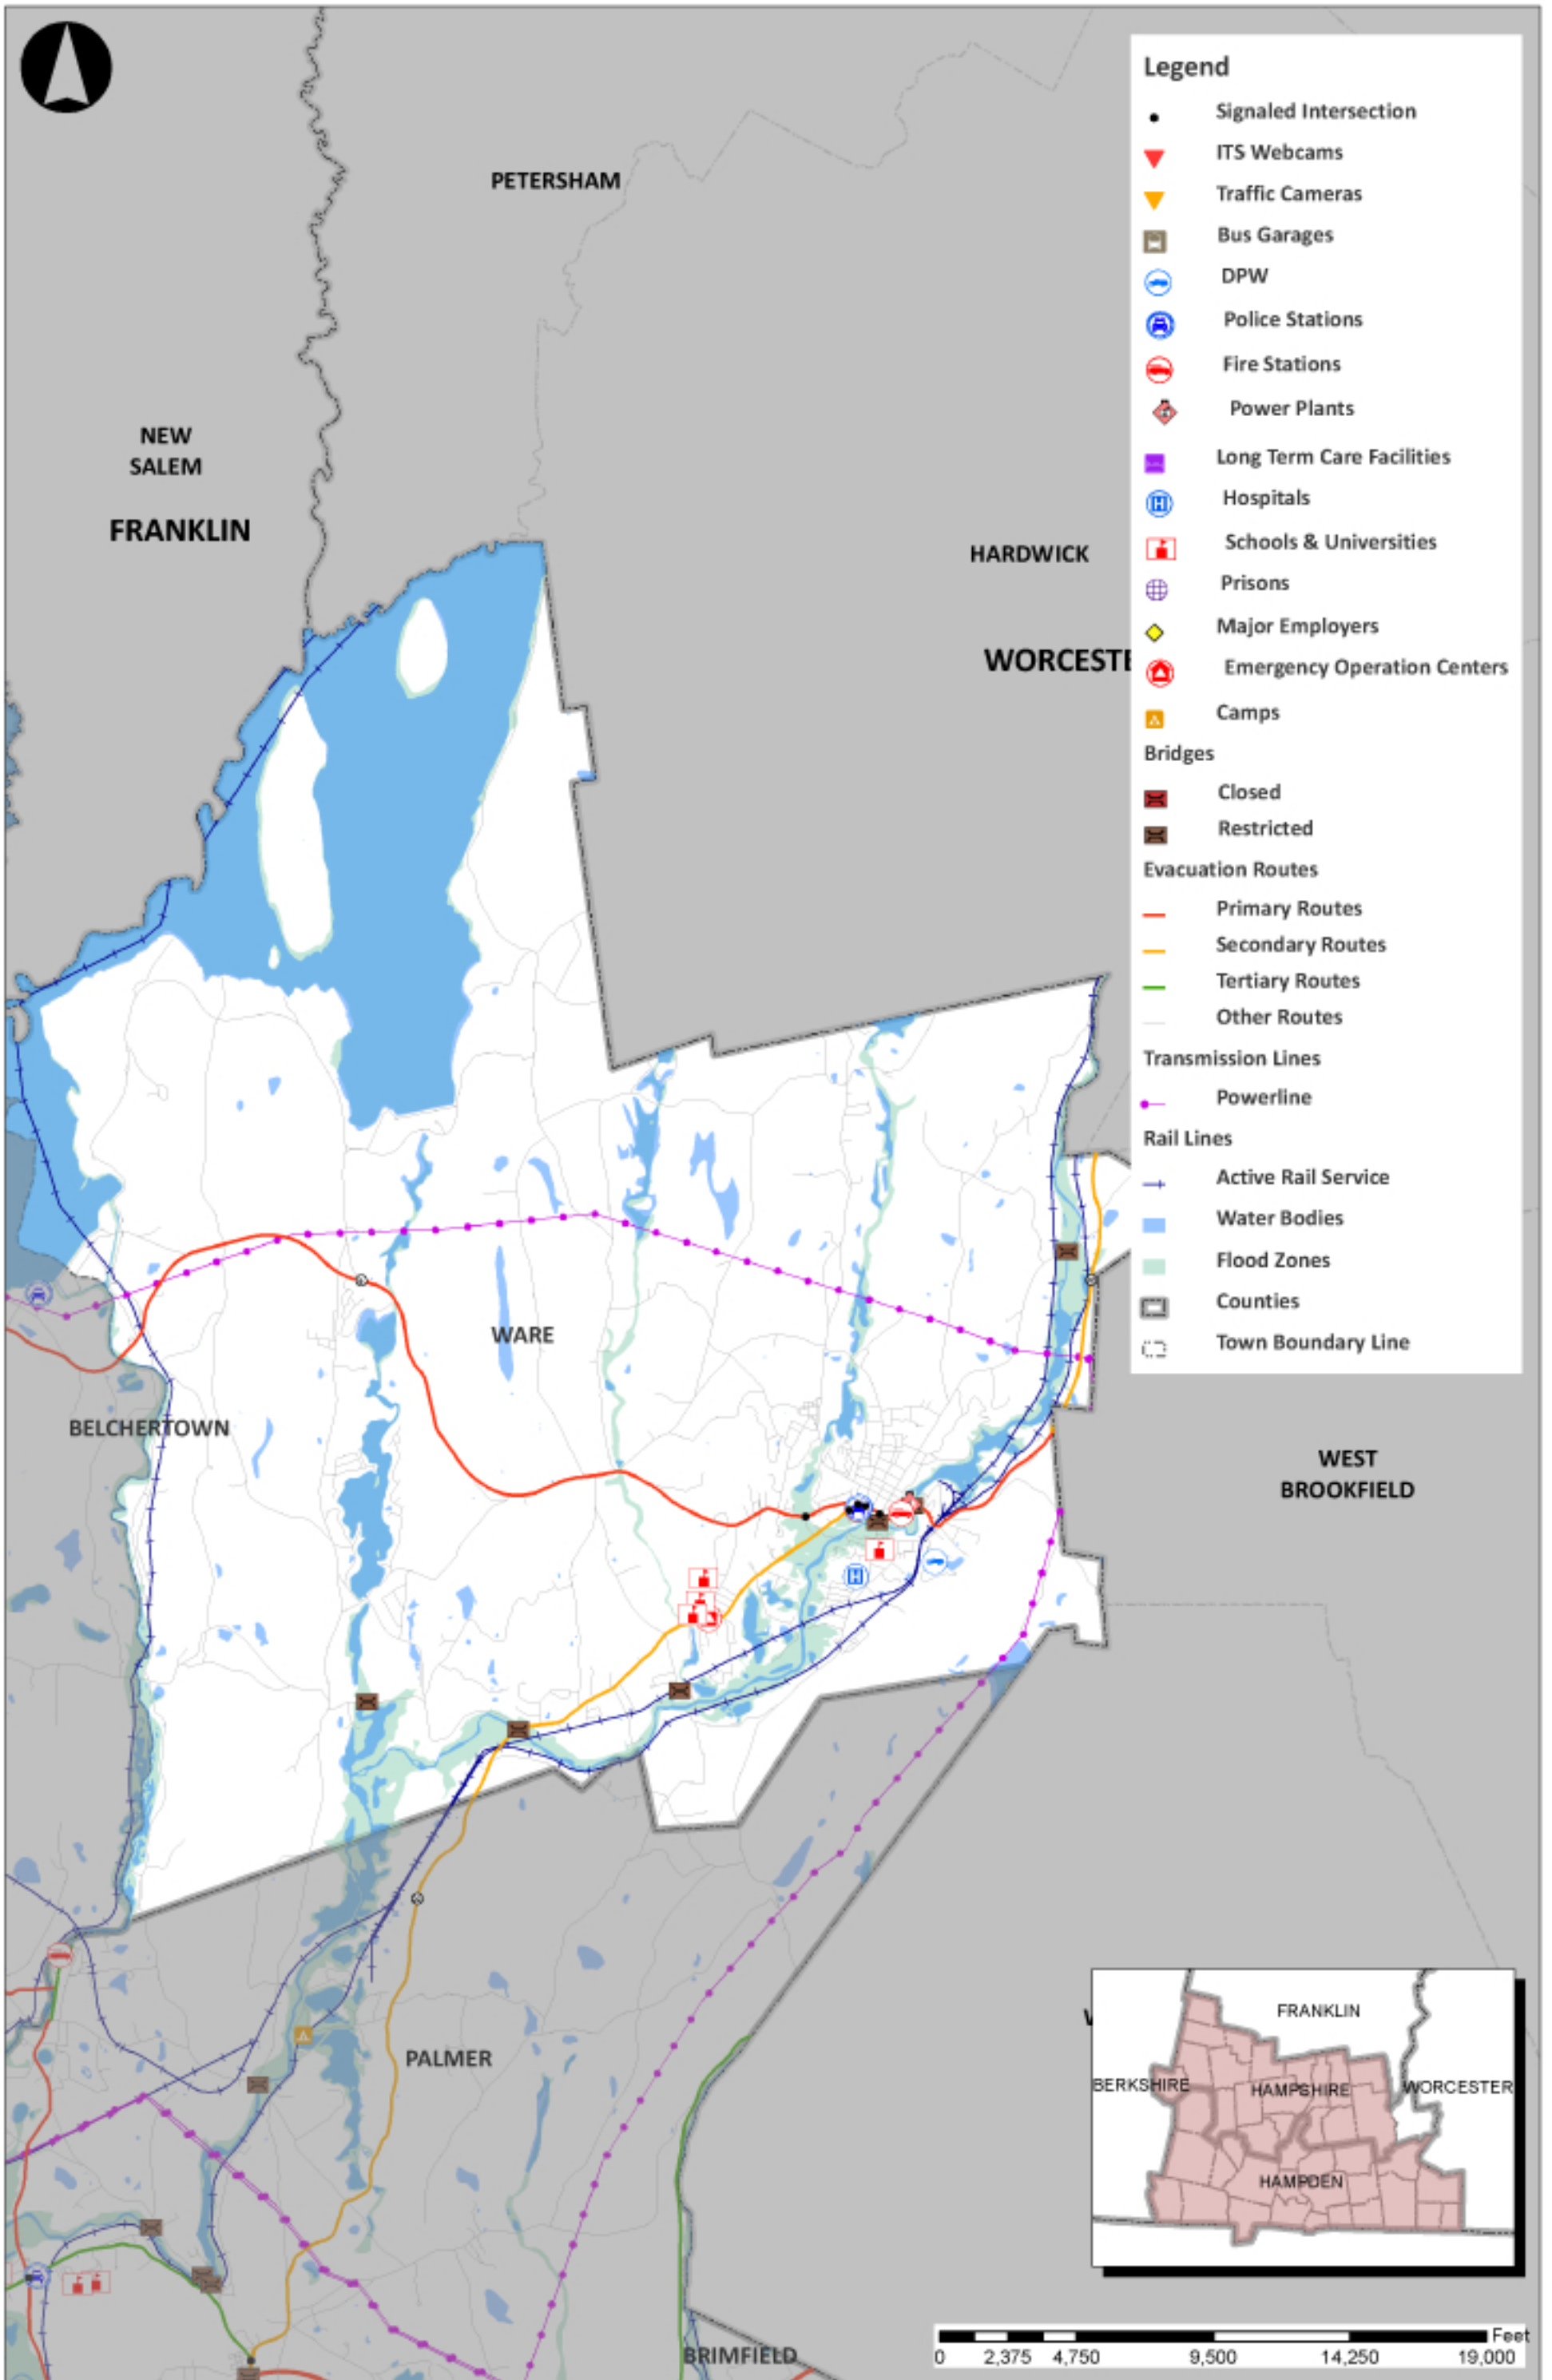 Legend
Signaled Intersection
ITS Webcams
Traffic Cameras
Bus Garages
DPW
Police Stations
Fire Stations
Power Plants
Long Term Care Facilities
Hospitals
Schools & Universities
Prisons
Major Employers
Emergency Operation Centers
Camps
Bridges
Closed
Restricted
Evacuation Routes
Primary Routes
Secondary Routes
Tertiary Routes
Other Routes
Transmission Lines
Powerline
Rail Lines
Active Rail Service
Water Bodies
Flood Zones
Counties
Town Boundary Line
PETERSHAM
NEW
SALEM
FRANKLIN
HARDWICK
WORCESTE
WARE
BELCHERTOWN
WEST
BROOKFIELD
PALMER
BRIMFIELD
FRANKLIN
BERKSHIRE
HAMPSHIRE
WORCESTER
HAMPDEN
Feet
0 2,375 4,750 9,500 14,250 19,000